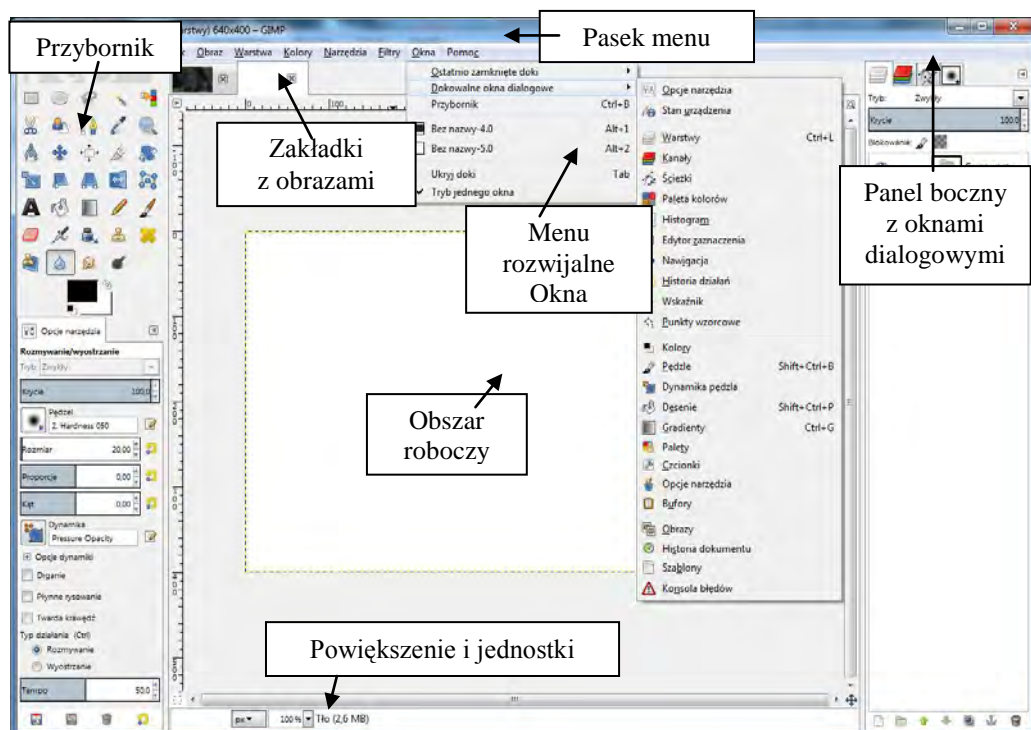 arstwy) 640x400 – GIMP
Przybornik
Pasek menu
Obraz Warstwa Kolory Narzędzia Filtry Okna Pomoc
Ostatnio zamknięte doki
Dokowalne okna dialogowe
Przybornik Ctrl+B
Bez nazwy-4.0 Alt+1
Bez nazwy-5.0 Alt+2
Ukryj doki Tab
Tryb jednego okna
Zakładki
z obrazami
Menu
rozwijalne
Okna
Opcje narzędzia
Stan urządzenia
Warstwy Ctrl+L
Kanały
Ścieżki
Paleta kolorów
Histogram
Edytor zaznaczenia
Nawigacja
Historia działań
Wskaźnik
Punkty wzorcowe
Kolory
Pędzle Shift+Ctrl+B
Dynamika pędzla
Desenie Shift+Ctrl+P
Gradienty Ctrl+G
Palety
Czcionki
Opcje narzędzia
Bufory
Obrazy
Historia dokumentu
Szablony
Konsola błędów
Tryb: Zwykły
Krycie 100,0
Blokowanie:
Panel boczny
z oknami
dialogowymi
Obszar
roboczy
Opcje narzędzia
Rozmywanie/wyostrzanie
Tryb: Zwykły
Krycie 100,0
Pędzel
2. Hardness 050
Rozmiar 20,00
Proporcje 0,00
Kąt 0,00
Dynamika
Pressure Opacity
Opcje dynamiki
Drganie
Płynne rysowanie
Twarda krawędź
Typ działania (Ctrl)
Rozmywanie
Wyostrzanie
Tempo 50,0
Powiększenie i jednostki
px 100 % Tło (2,6 MB)